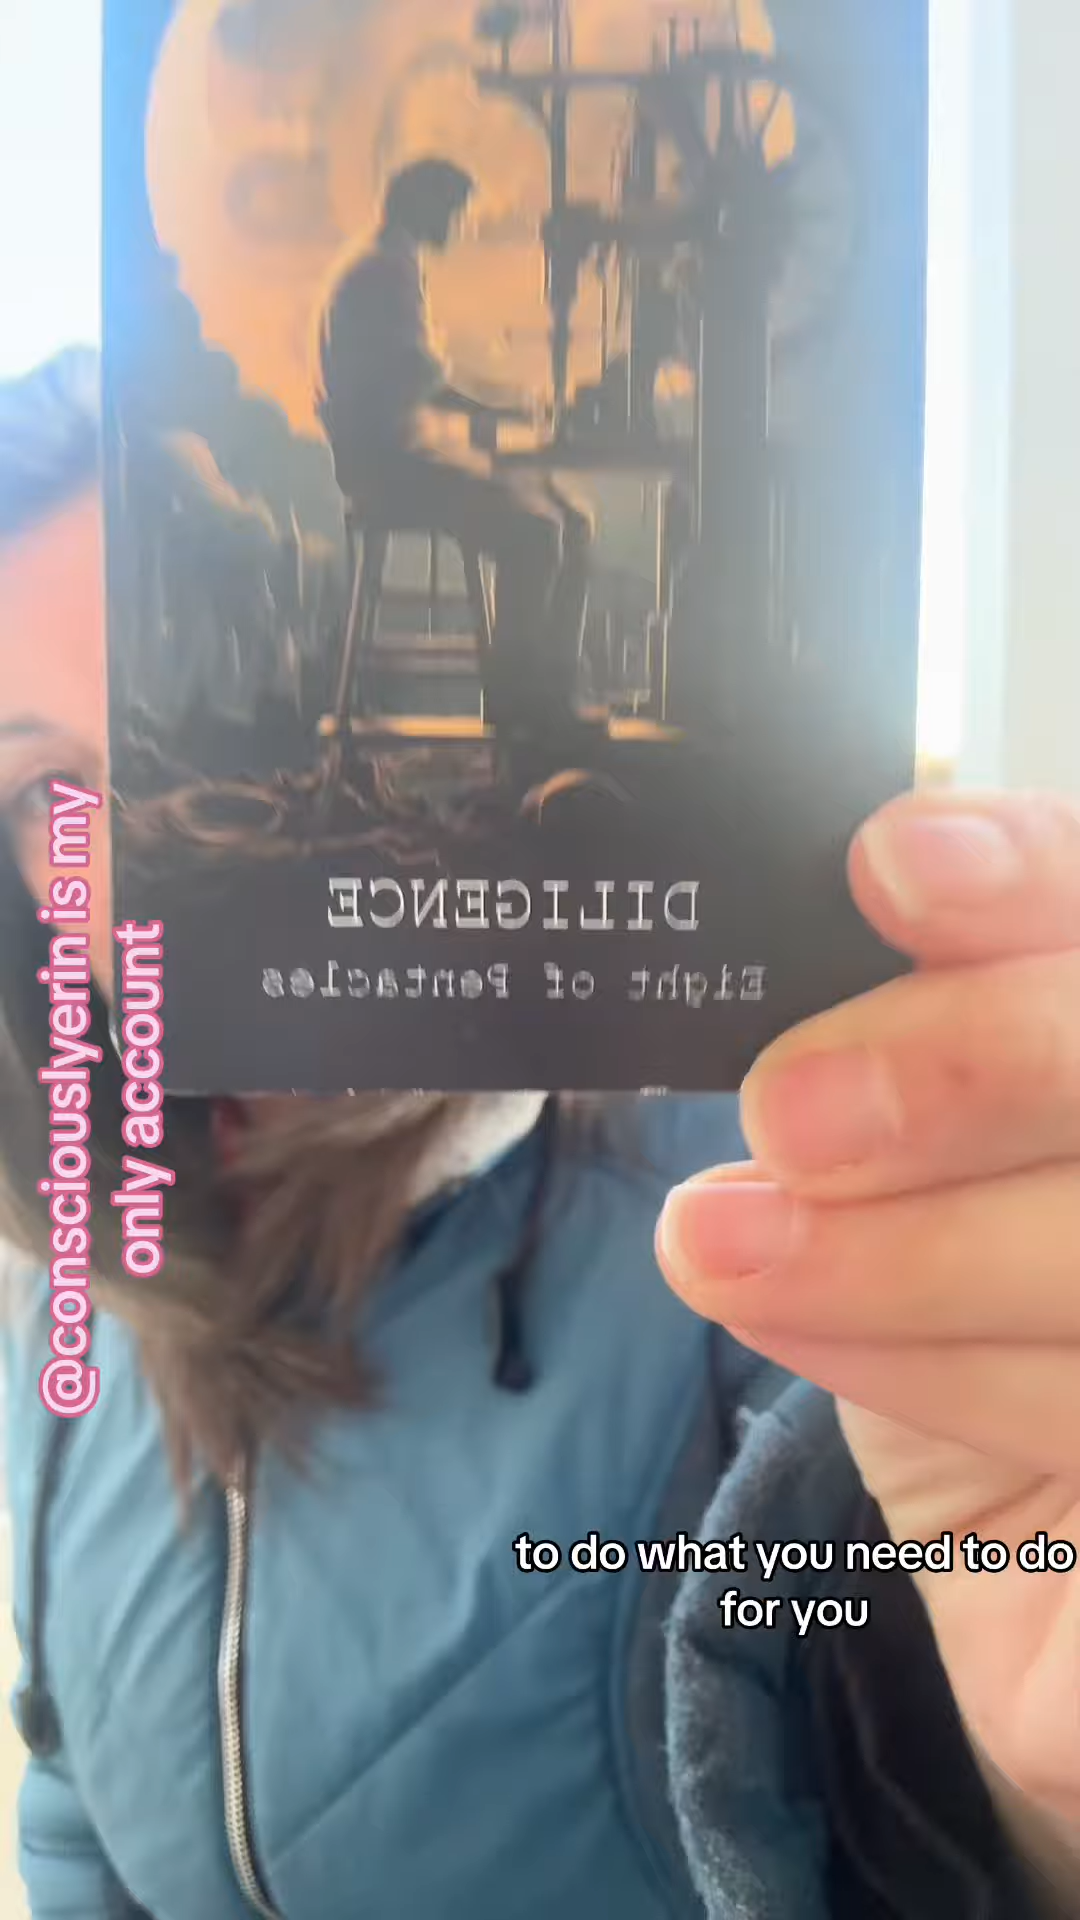 DILIGENCE
Eight of Pentacles
@consciouslyerin is my
only account
to do what you need to do
for you